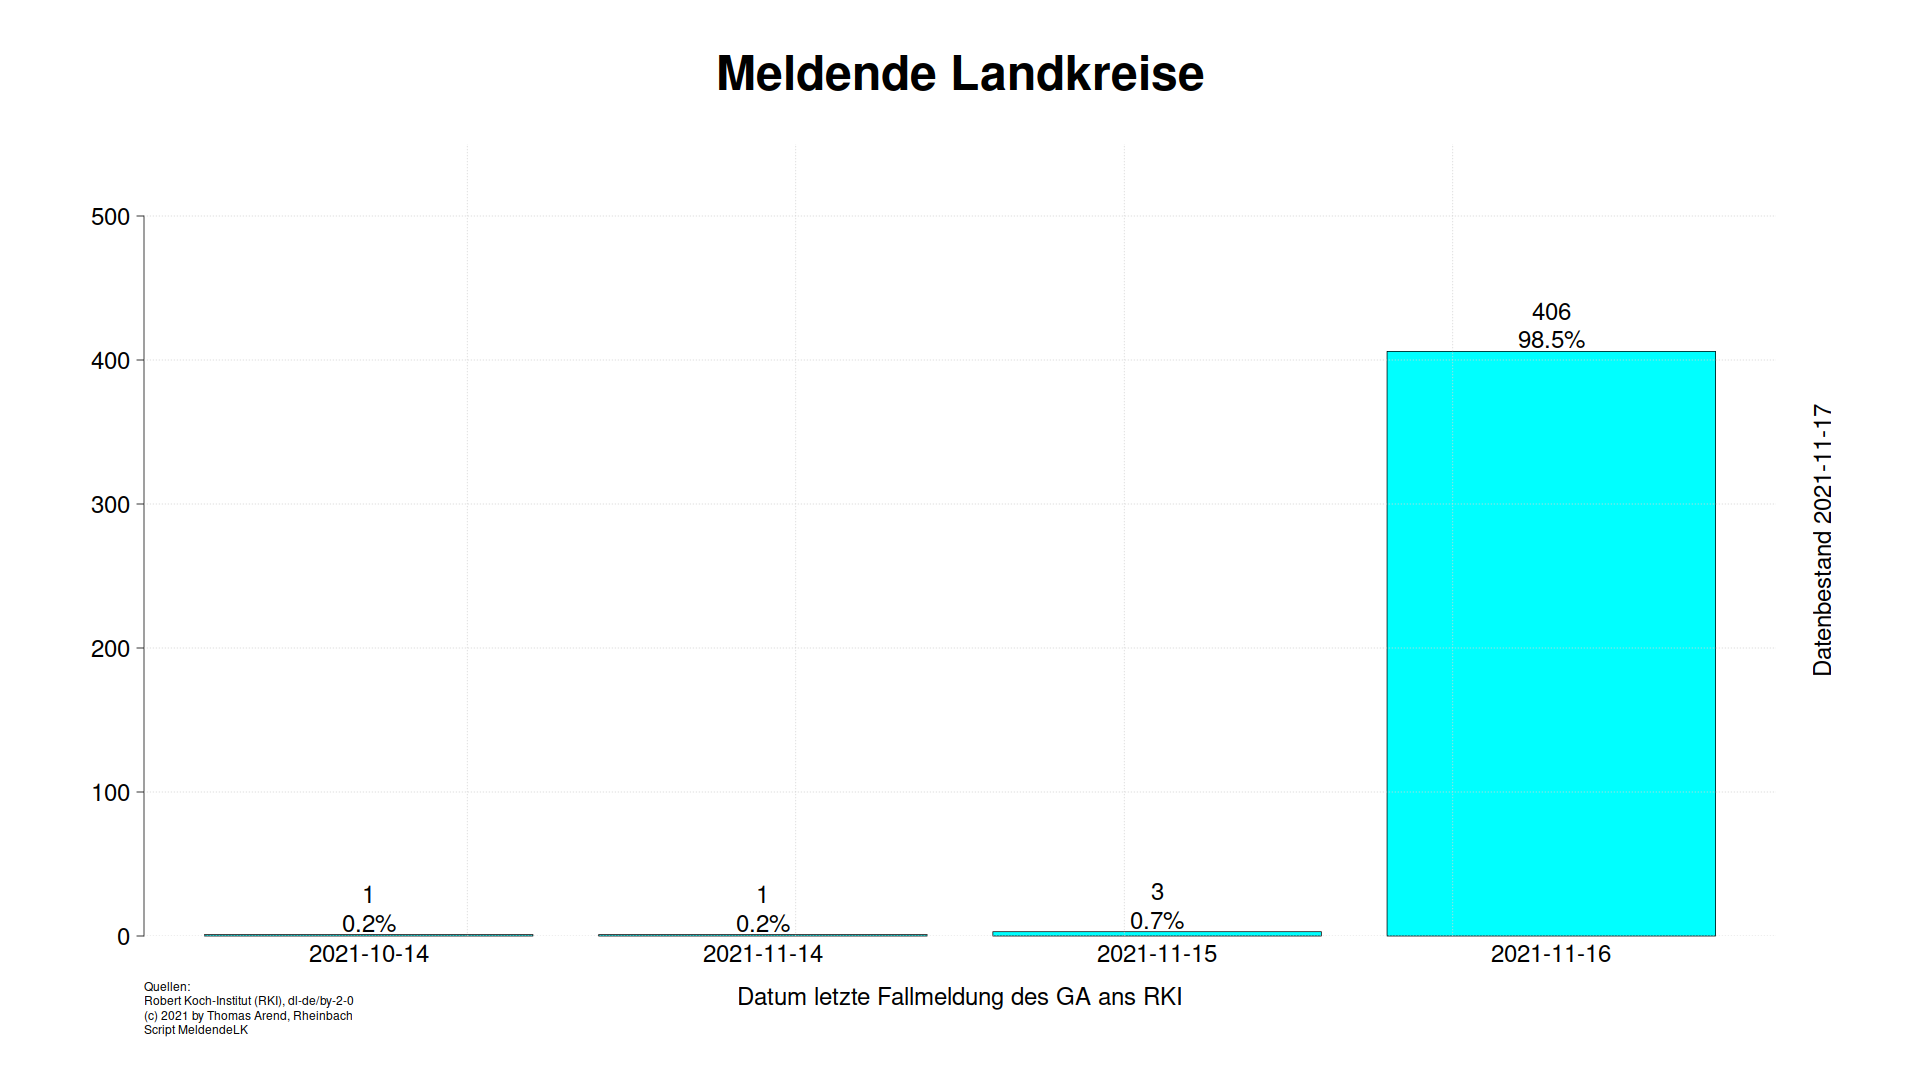 Meldende Landkreise
500
400
300
200
100
0
1
0.2%
1
0.2%
3
0.7%
406
98.5%
2021-10-14
2021-11-14
2021-11-15
2021-11-16
Datum letzte Fallmeldung des GA ans RKI
Datenbestand 2021-11-17
Quellen:
Robert Koch-Institut (RKI), dl-de/by-2-0
(c) 2021 by Thomas Arend, Rheinbach
Script MeldendeLK